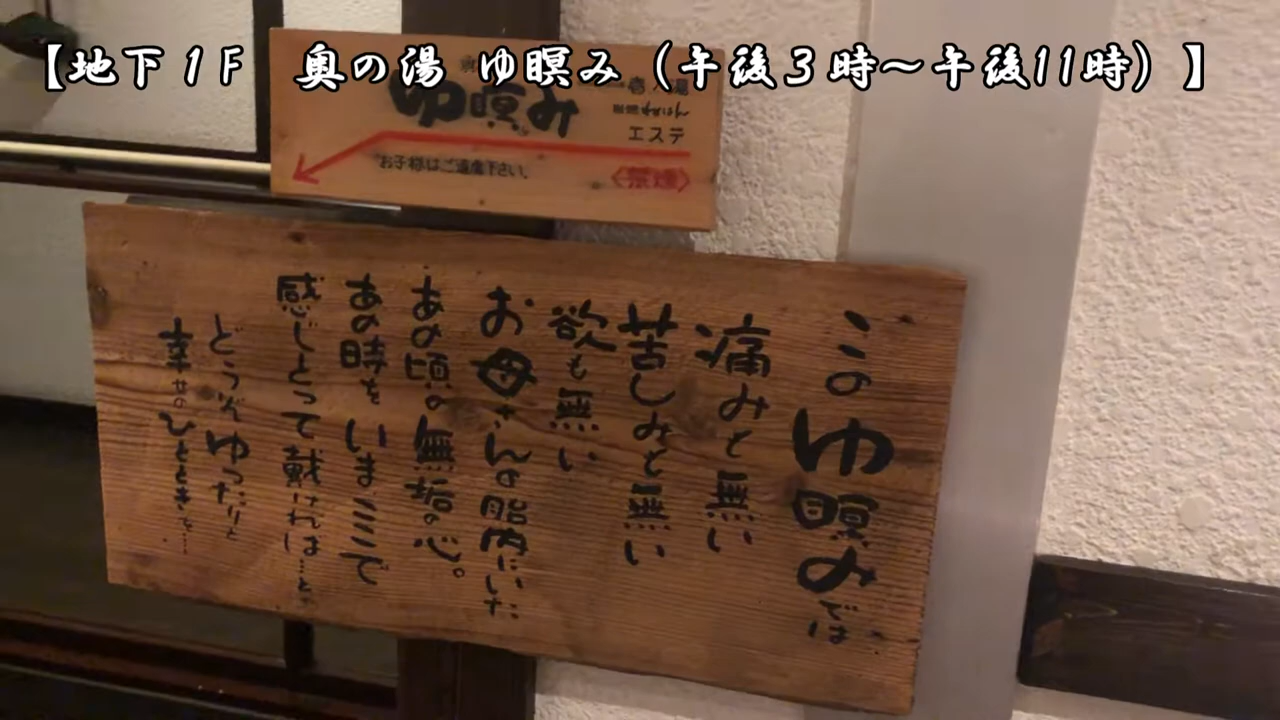 【地下１Ｆ　奥の湯 ゆ瞑み（午後３時～午後11時）】
ゆ瞑み
エステ
お子様はご遠慮下さい。
〈禁煙〉
このゆ瞑みでは
痛みと無い
苦しみと無い
欲も無い
お母さんの胎内にいた
あの頃の無垢の心。
あの時をいまここで
感じとって戴ければ…と
どうぞゆったりと
幸せのひとときを……